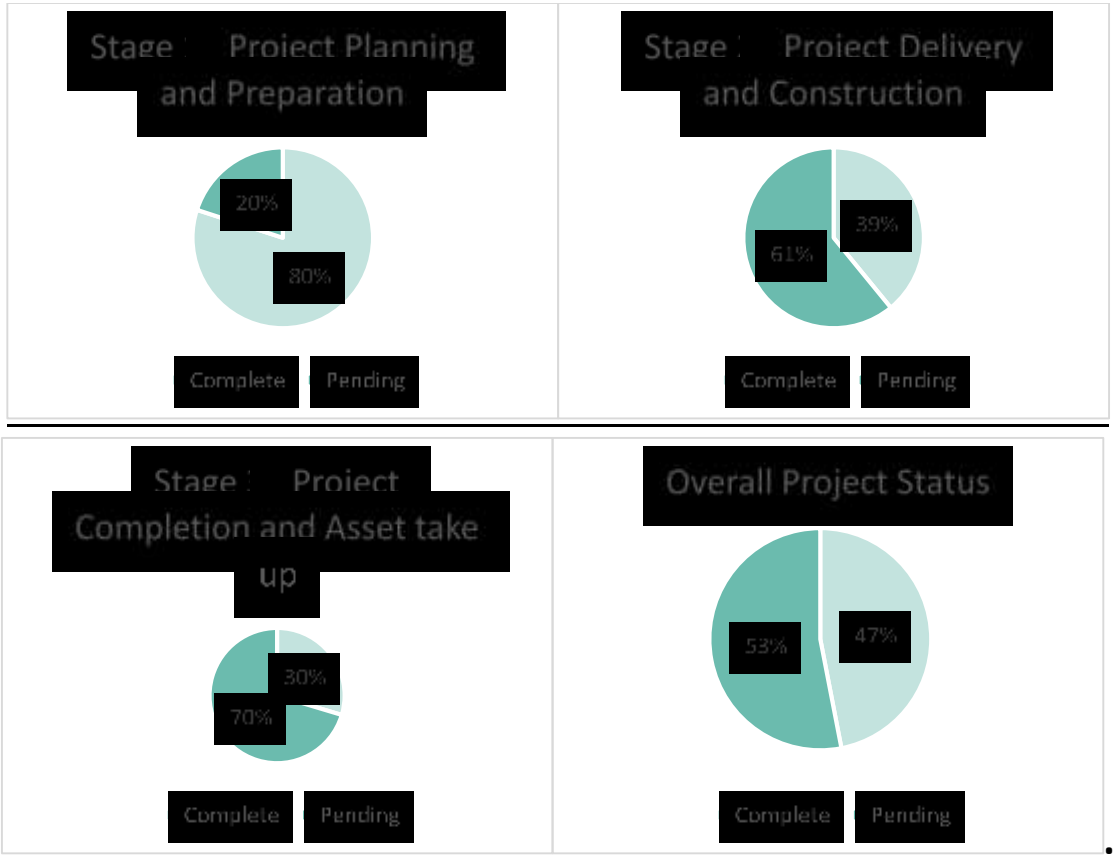 Stage Project Planning
and Preparation
20%
80%
Complete Pending
Stage Project Delivery
and Construction
39%
61%
Complete Pending
Stage Project
Completion and Asset take
up
30%
70%
Complete Pending
Overall Project Status
53%
47%
Complete Pending